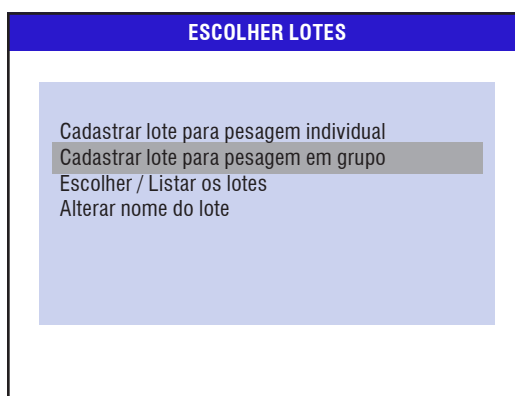 ESCOLHER LOTES
Cadastrar lote para pesagem individual
Cadastrar lote para pesagem em grupo
Escolher / Listar os lotes
Alterar nome do lote